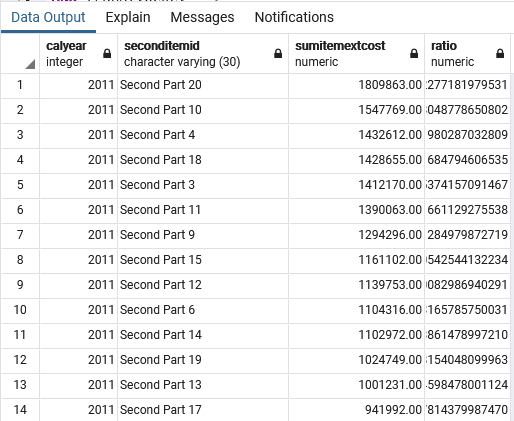 Data Output Explain Messages Notifications
calyear seconditemid sumitemextcost ratio
integer character varying (30) numeric numeric
1 2011 Second Part 20 1809863.00 277181979531
2 2011 Second Part 10 1547769.00 048778650802
3 2011 Second Part 4 1432612.00 980287032809
4 2011 Second Part 18 1428655.00 684794606535
5 2011 Second Part 3 1412170.00 374157091467
6 2011 Second Part 11 1390063.00 661129275538
7 2011 Second Part 9 1294296.00 284979872719
8 2011 Second Part 15 1161102.00 542544132234
9 2011 Second Part 12 1139753.00 082986940291
10 2011 Second Part 6 1104316.00 165785750031
11 2011 Second Part 14 1102972.00 861478997210
12 2011 Second Part 19 1024749.00 154048099963
13 2011 Second Part 13 1001231.00 598478001124
14 2011 Second Part 17 941992.00 814379987470